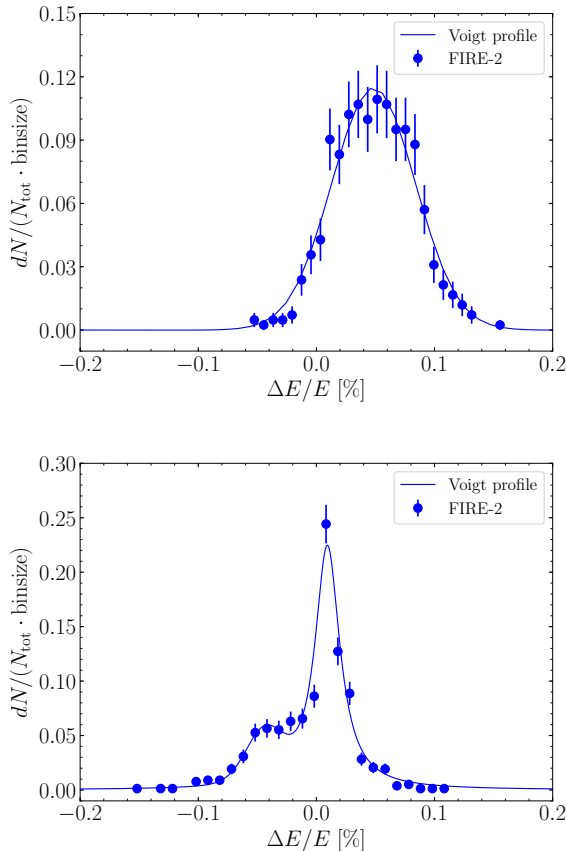 0.15
0.12
0.09
0.06
0.03
0.00
dN/(N_tot · binsize)
Voigt profile
FIRE-2
−0.2 −0.1 0.0 0.1 0.2
ΔE/E [%]
0.30
0.25
0.20
0.15
0.10
0.05
0.00
dN/(N_tot · binsize)
Voigt profile
FIRE-2
−0.2 −0.1 0.0 0.1 0.2
ΔE/E [%]